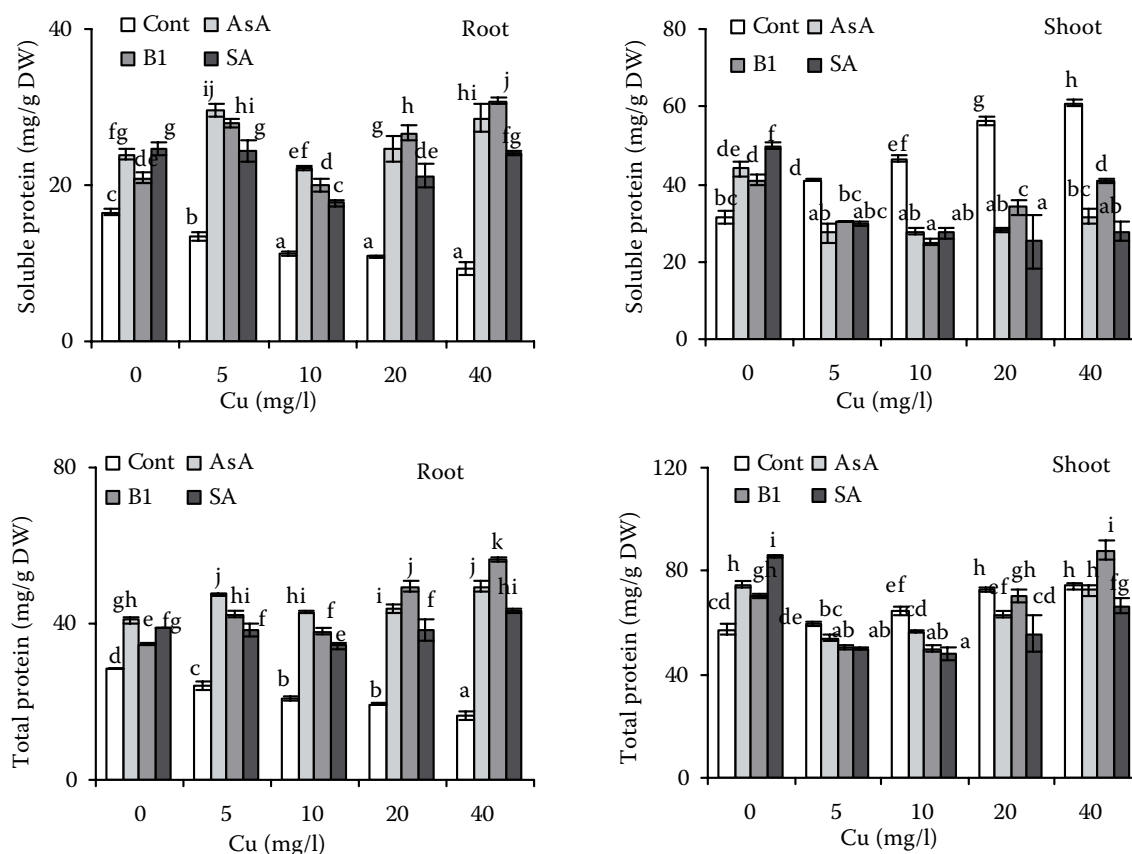 Soluble protein (mg/g DW)
40
20
0
Cont AsA
B1 SA
Root
c fg de g
b ij hi g
a ef d c
a g h de
a hi j fg
0 5 10 20 40
Cu (mg/l)
Soluble protein (mg/g DW)
80
60
40
20
0
Cont AsA
B1 SA
Shoot
bc de d f
d ab bc abc
ef ab a ab
g ab c a
h bc d ab
0 5 10 20 40
Cu (mg/l)
Total protein (mg/g DW)
80
40
0
Cont AsA
B1 SA
Root
d gh e fg
c j hi f
b hi f e
b i j f
a j k hi
0 5 10 20 40
Cu (mg/l)
Total protein (mg/g DW)
120
80
40
0
Cont AsA
B1 SA
Shoot
cd h gh i
de bc ab ab
ef cd ab a
h ef gh cd
h h i fg
0 5 10 20 40
Cu (mg/l)